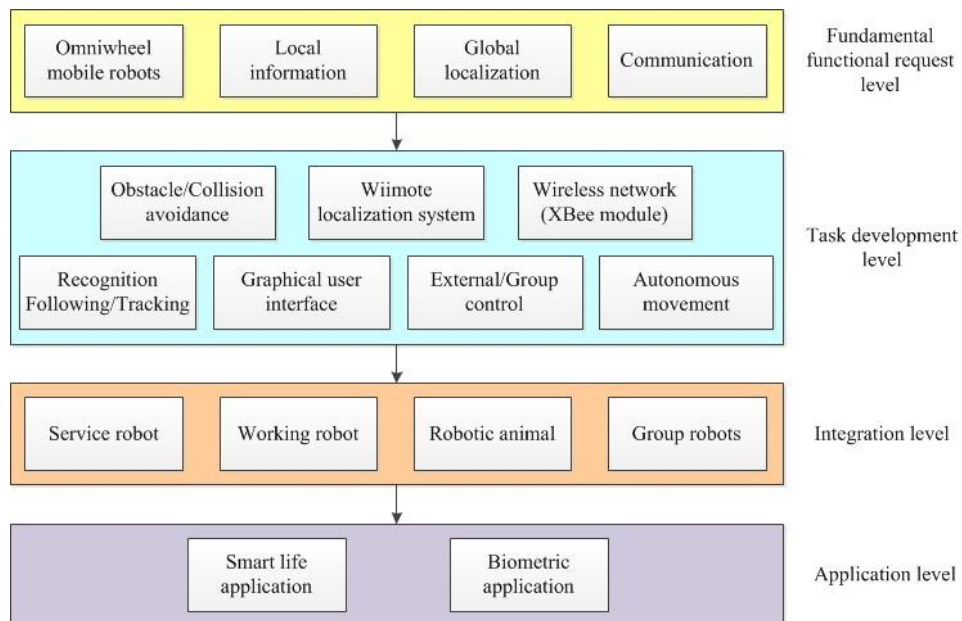 Omniwheel
mobile robots
Local
information
Global
localization
Communication
Fundamental
functional request
level
Obstacle/Collision
avoidance
Wiimote
localization system
Wireless network
(XBee module)
Recognition
Following/Tracking
Graphical user
interface
External/Group
control
Autonomous
movement
Task development
level
Service robot
Working robot
Robotic animal
Group robots
Integration level
Smart life
application
Biometric
application
Application level